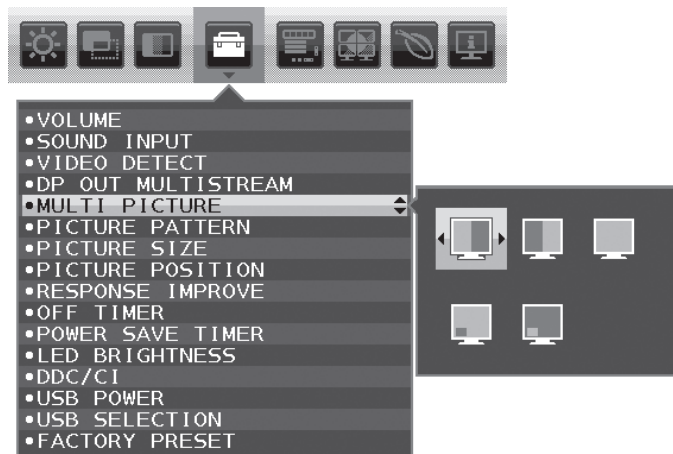 •VOLUME
•SOUND INPUT
•VIDEO DETECT
•DP OUT MULTISTREAM
•MULTI PICTURE
•PICTURE PATTERN
•PICTURE SIZE
•PICTURE POSITION
•RESPONSE IMPROVE
•OFF TIMER
•POWER SAVE TIMER
•LED BRIGHTNESS
•DDC/CI
•USB POWER
•USB SELECTION
•FACTORY PRESET